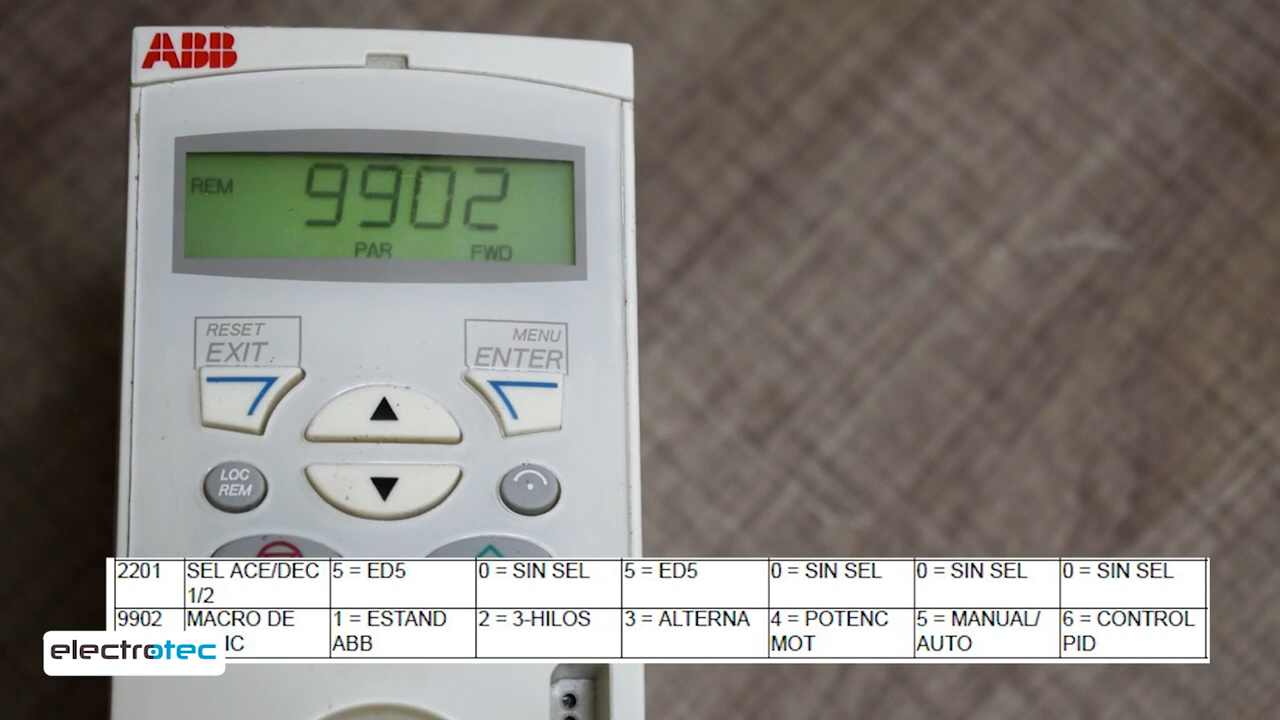 ABB
REM
9902
PAR FWD
RESET
EXIT
MENU
ENTER
LOC
REM
2201 SEL ACE/DEC 1/2 5 = ED5 0 = SIN SEL 5 = ED5 0 = SIN SEL 0 = SIN SEL 0 = SIN SEL
9902 MACRO DE IC 1 = ESTAND ABB 2 = 3-HILOS 3 = ALTERNA 4 = POTENC MOT 5 = MANUAL/ AUTO 6 = CONTROL PID
electrotec